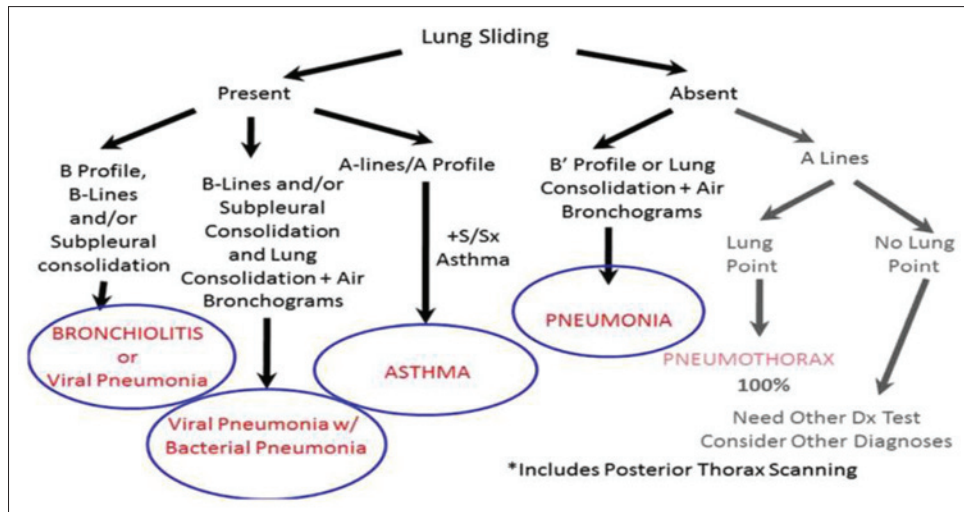 Lung Sliding
Present
Absent
B Profile,
B-Lines
and/or
Subpleural
consolidation
B-Lines and/or
Subpleural
Consolidation
and Lung
Consolidation + Air
Bronchograms
A-lines/A Profile
+S/Sx
Asthma
B' Profile or Lung
Consolidation + Air
Bronchograms
A Lines
Lung
Point
No Lung
Point
BRONCHIOLITIS
or
Viral Pneumonia
Viral Pneumonia w/
Bacterial Pneumonia
ASTHMA
PNEUMONIA
PNEUMOTHORAX
100%
Need Other Dx Test
Consider Other Diagnoses
*Includes Posterior Thorax Scanning